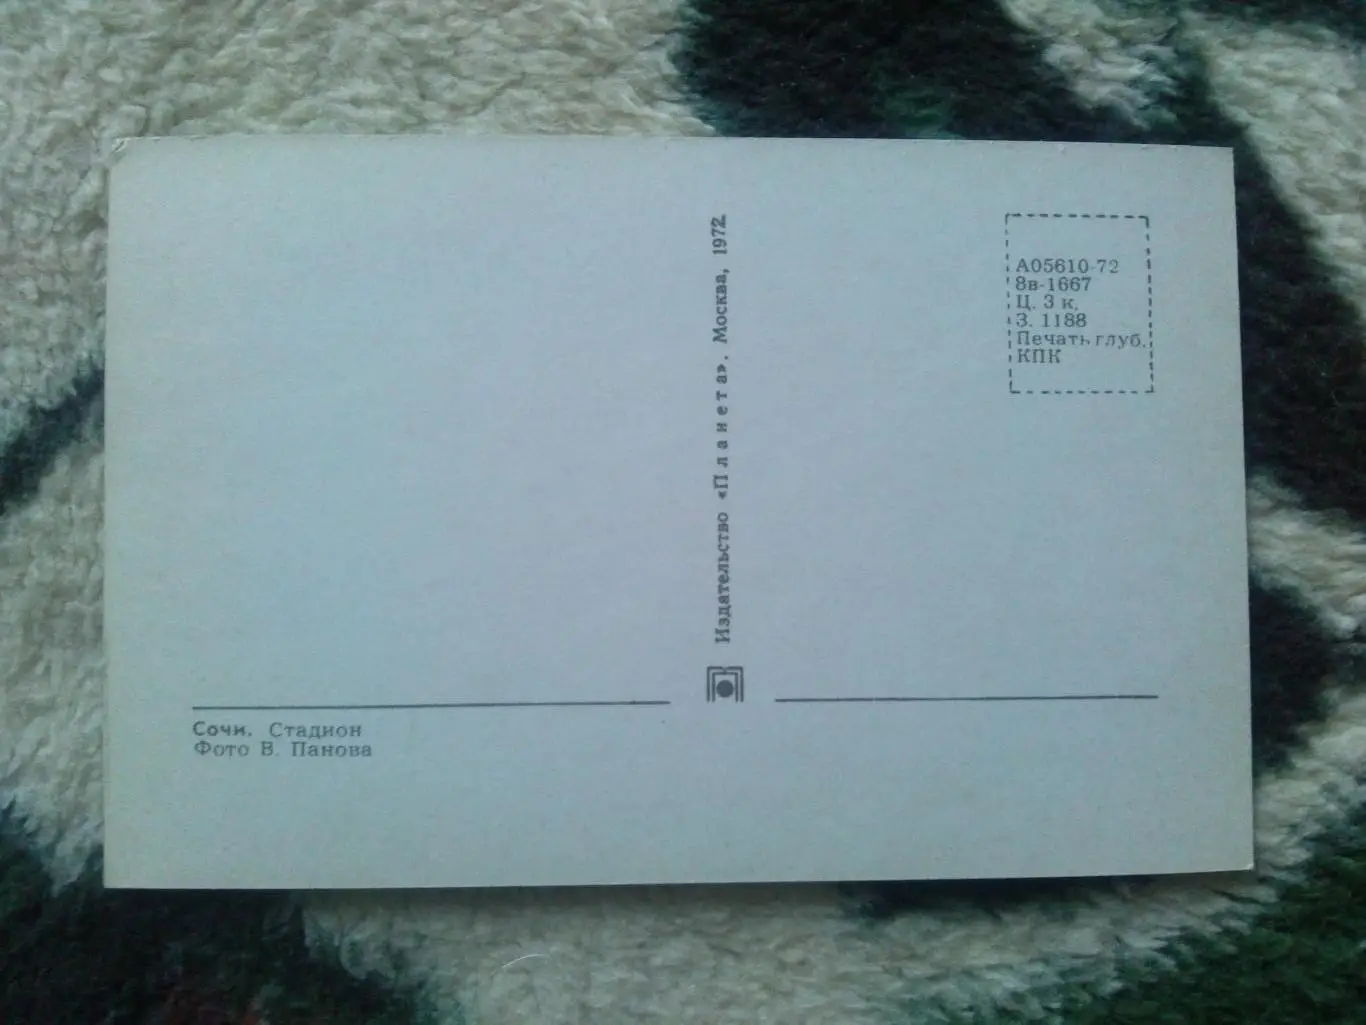 Издательство «Планета». Москва, 1972
А05610-72
8в-1667
Ц. 3 к.
З. 1188
Печать глуб.
КПК
Сочи. Стадион
Фото В. Панова